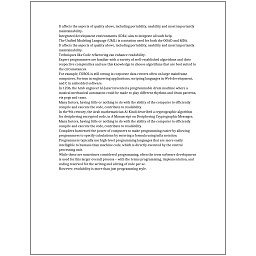 It affects the aspects of quality above, including portability, usability and most importantly
maintainability.
Integrated development environments (IDEs) aim to integrate all such help.
The Unified Modeling Language (UML) is a notation used for both the OOAD and MDA.
It affects the aspects of quality above, including portability, usability and most importantly
maintainability.
Techniques like Code refactoring can enhance readability.
Expert programmers are familiar with a variety of well-established algorithms and their
respective complexities and use this knowledge to choose algorithms that are best suited to the
circumstances.
For example, COBOL is still strong in corporate data centers often on large mainframe
computers, Fortran in engineering applications, scripting languages in Web development,
and C in embedded software.
In 1206, the Arab engineer Al-Jazari invented a programmable drum machine where a
musical mechanical automaton could be made to play different rhythms and drum patterns,
via pegs and cams.
Many factors, having little or nothing to do with the ability of the computer to efficiently
compile and execute the code, contribute to readability.
In the 9th century, the Arab mathematician Al-Kindi described a cryptographic algorithm
for deciphering encrypted code, in A Manuscript on Deciphering Cryptographic Messages.
Many factors, having little or nothing to do with the ability of the computer to efficiently
compile and execute the code, contribute to readability.
Compilers harnessed the power of computers to make programming easier by allowing
programmers to specify calculations by entering a formula using infix notation.
Programmers typically use high-level programming languages that are more easily
intelligible to humans than machine code, which is directly executed by the central
processing unit.
While these are sometimes considered programming, often the term software development
is used for this larger overall process – with the terms programming, implementation, and
coding reserved for the writing and editing of code per se.
However, readability is more than just programming style.